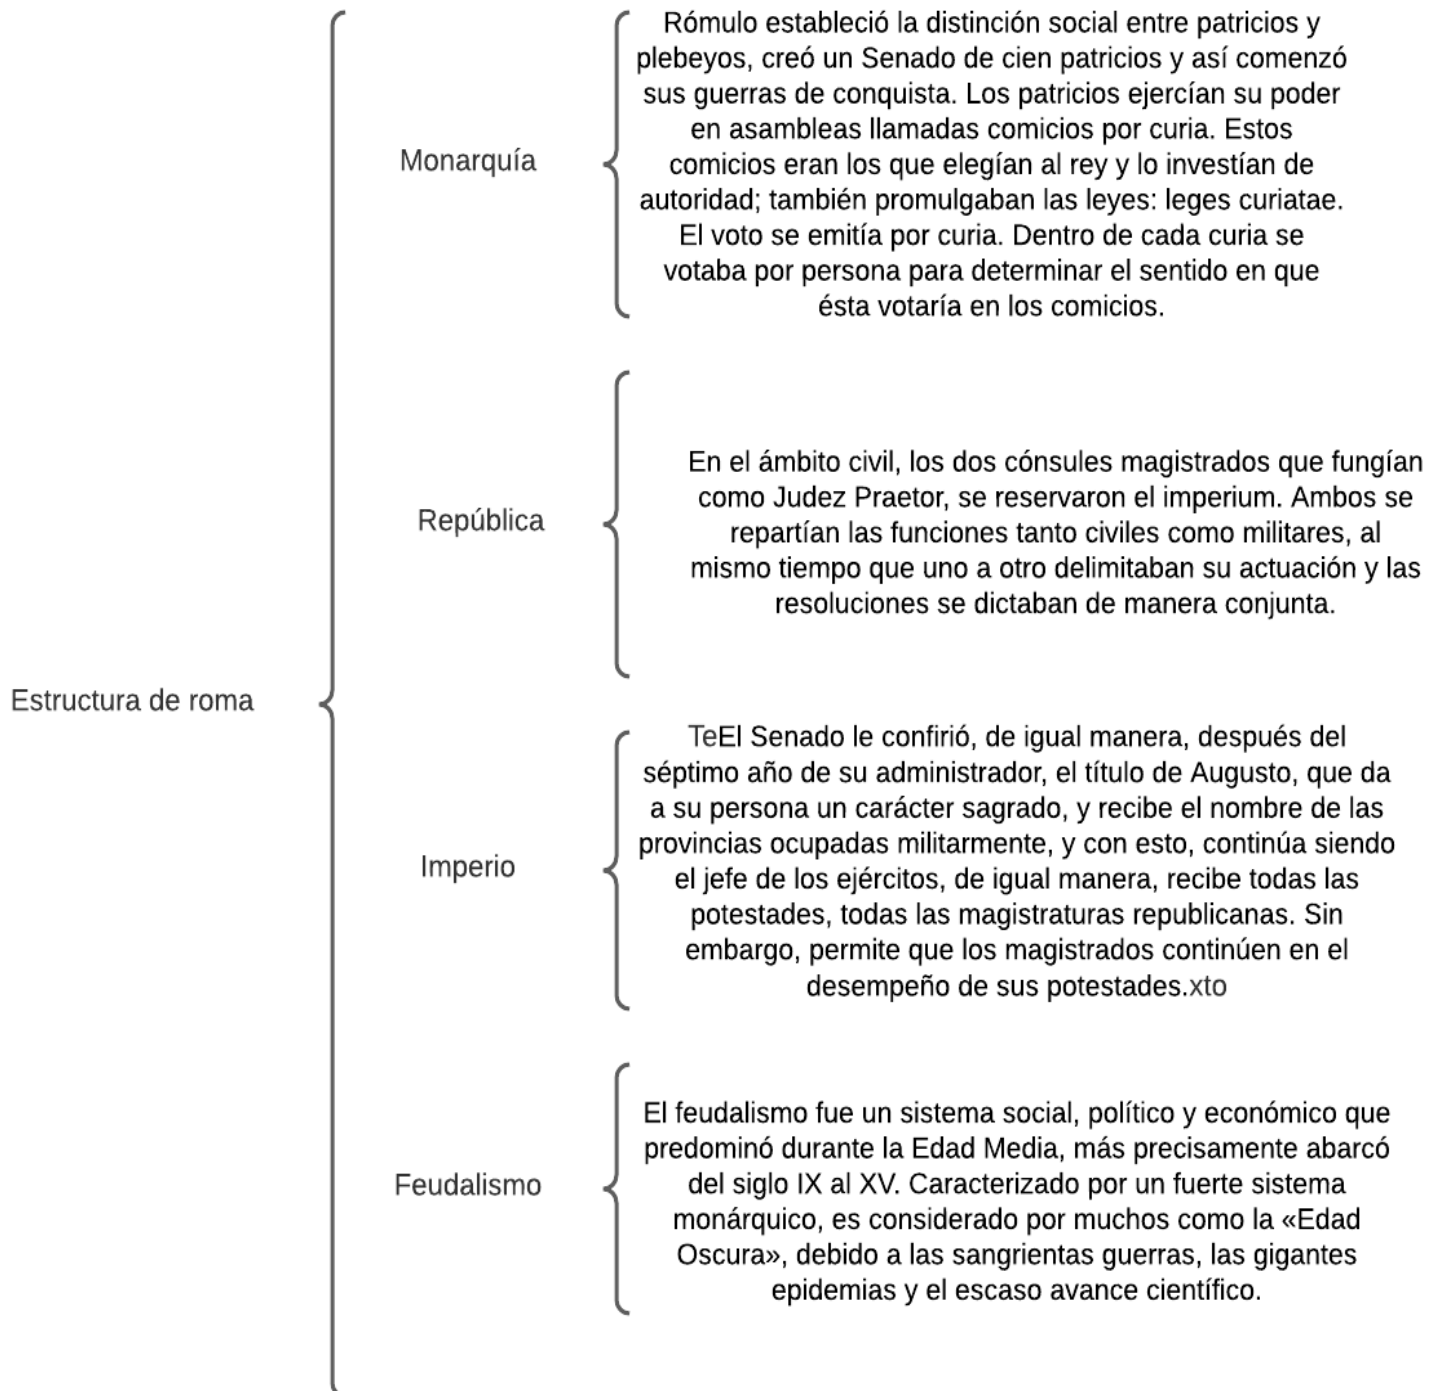 Estructura de roma
Monarquía
Rómulo estableció la distinción social entre patricios y
plebeyos, creó un Senado de cien patricios y así comenzó
sus guerras de conquista. Los patricios ejercían su poder
en asambleas llamadas comicios por curia. Estos
comicios eran los que elegían al rey y lo investían de
autoridad; también promulgaban las leyes: leges curiatae.
El voto se emitía por curia. Dentro de cada curia se
votaba por persona para determinar el sentido en que
ésta votaría en los comicios.
República
En el ámbito civil, los dos cónsules magistrados que fungían
como Judez Praetor, se reservaron el imperium. Ambos se
repartían las funciones tanto civiles como militares, al
mismo tiempo que uno a otro delimitaban su actuación y las
resoluciones se dictaban de manera conjunta.
Imperio
TeEl Senado le confirió, de igual manera, después del
séptimo año de su administrador, el título de Augusto, que da
a su persona un carácter sagrado, y recibe el nombre de las
provincias ocupadas militarmente, y con esto, continúa siendo
el jefe de los ejércitos, de igual manera, recibe todas las
potestades, todas las magistraturas republicanas. Sin
embargo, permite que los magistrados continúen en el
desempeño de sus potestades.xto
Feudalismo
El feudalismo fue un sistema social, político y económico que
predominó durante la Edad Media, más precisamente abarcó
del siglo IX al XV. Caracterizado por un fuerte sistema
monárquico, es considerado por muchos como la «Edad
Oscura», debido a las sangrientas guerras, las gigantes
epidemias y el escaso avance científico.